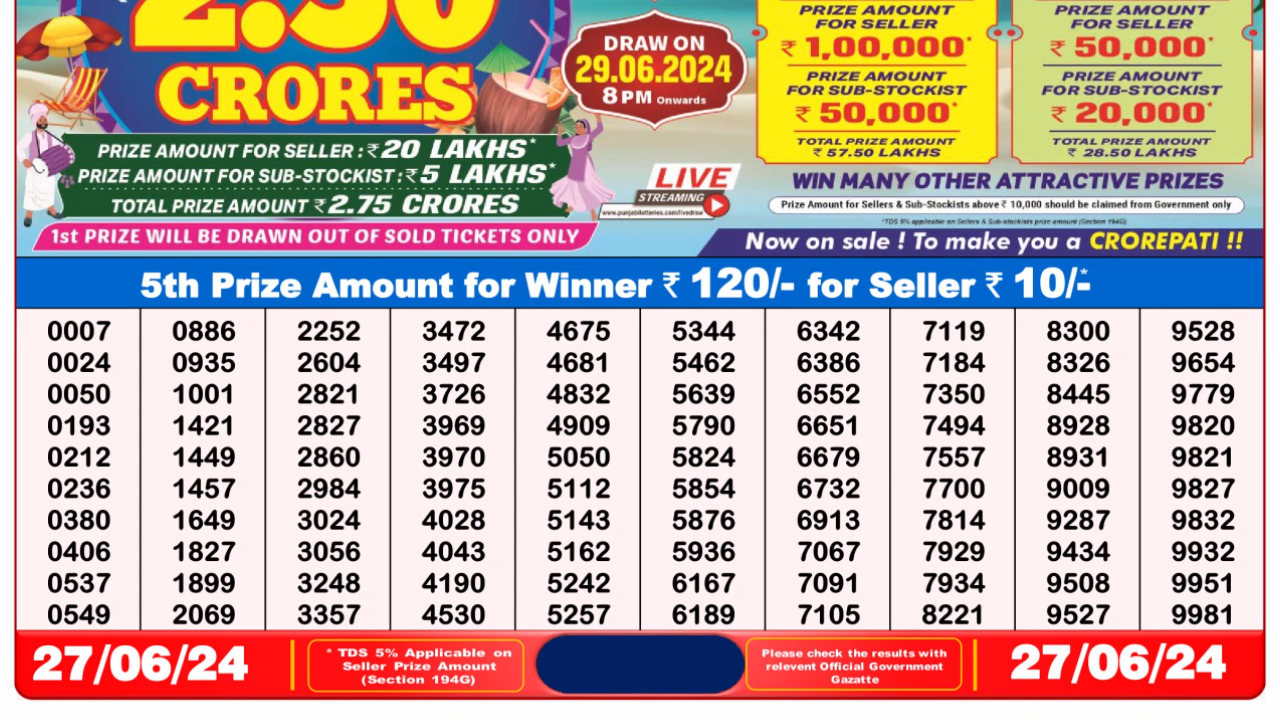 2.50
CRORES
PRIZE AMOUNT FOR SELLER : ₹20 LAKHS*
PRIZE AMOUNT FOR SUB-STOCKIST : ₹5 LAKHS*
TOTAL PRIZE AMOUNT ₹2.75 CRORES
1st PRIZE WILL BE DRAWN OUT OF SOLD TICKETS ONLY
DRAW ON
29.06.2024
8 PM Onwards
LIVE
STREAMING
www.punjablotteries.com/livedraw
PRIZE AMOUNT
FOR SELLER
₹ 1,00,000*
PRIZE AMOUNT
FOR SUB-STOCKIST
₹ 50,000*
TOTAL PRIZE AMOUNT
₹ 57.50 LAKHS
PRIZE AMOUNT
FOR SELLER
₹ 50,000*
PRIZE AMOUNT
FOR SUB-STOCKIST
₹ 20,000*
TOTAL PRIZE AMOUNT
₹ 28.50 LAKHS
WIN MANY OTHER ATTRACTIVE PRIZES
Prize Amount for Sellers & Sub-Stockists above ₹ 10,000 should be claimed from Government only
*TDS 5% applicable on Sellers & Sub-stockists prize amount (Section 194G)
Now on sale ! To make you a CROREPATI !!
5th Prize Amount for Winner ₹ 120/- for Seller ₹ 10/-*
0007 0886 2252 3472 4675 5344 6342 7119 8300 9528
0024 0935 2604 3497 4681 5462 6386 7184 8326 9654
0050 1001 2821 3726 4832 5639 6552 7350 8445 9779
0193 1421 2827 3969 4909 5790 6651 7494 8928 9820
0212 1449 2860 3970 5050 5824 6679 7557 8931 9821
0236 1457 2984 3975 5112 5854 6732 7700 9009 9827
0380 1649 3024 4028 5143 5876 6913 7814 9287 9832
0406 1827 3056 4043 5162 5936 7067 7929 9434 9932
0537 1899 3248 4190 5242 6167 7091 7934 9508 9951
0549 2069 3357 4530 5257 6189 7105 8221 9527 9981
27/06/24
* TDS 5% Applicable on
Seller Prize Amount
(Section 194G)
Please check the results with
relevent Official Government
Gazatte
27/06/24